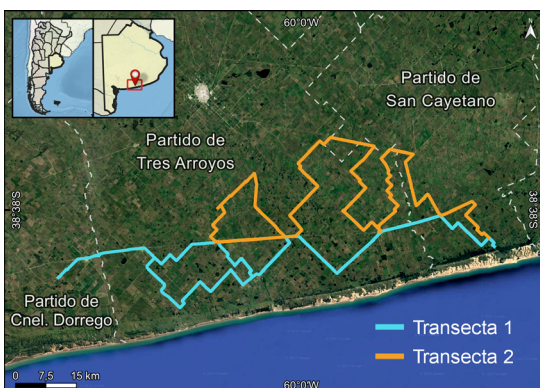 60°0'W
N
Partido de
San Cayetano
Partido de
Tres Arroyos
38°38'S
38°38'S
Partido de
Cnel. Dorrego
Transecta 1
Transecta 2
0 7,5 15 km
60°0'W